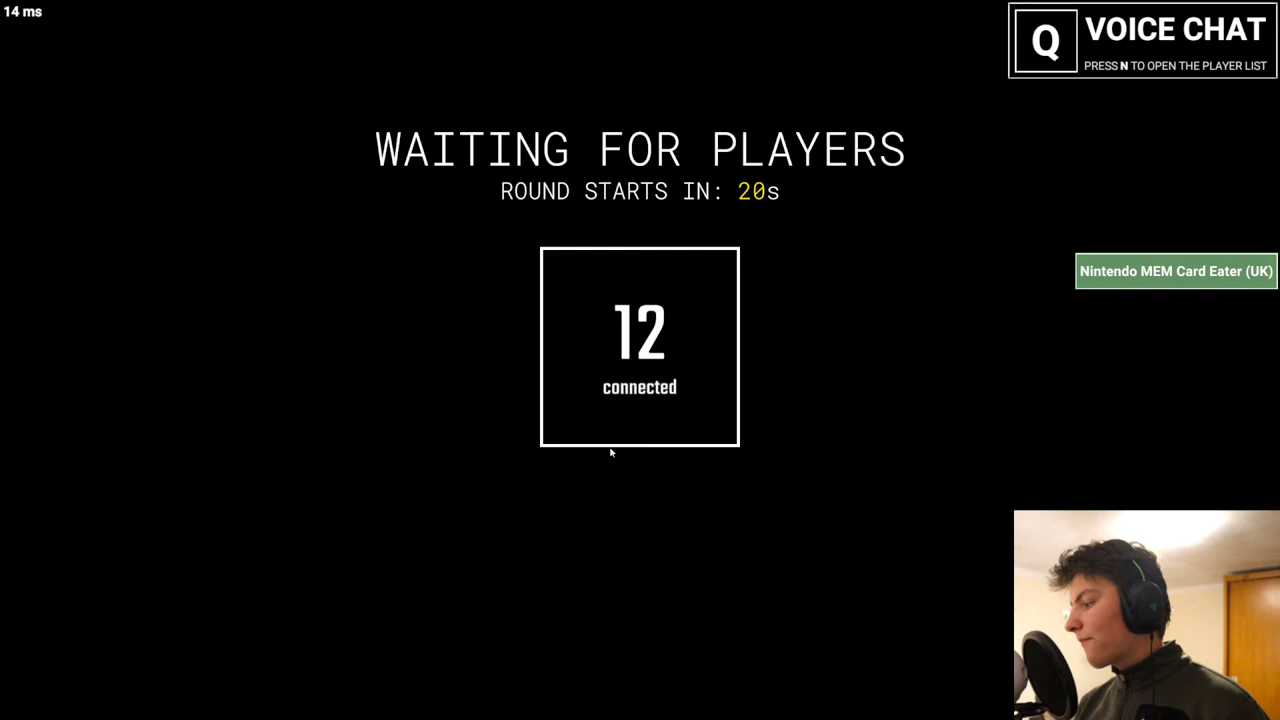 14 ms
Q
VOICE CHAT
PRESS N TO OPEN THE PLAYER LIST
WAITING FOR PLAYERS
ROUND STARTS IN: 20s
Nintendo MEM Card Eater (UK)
12
connected